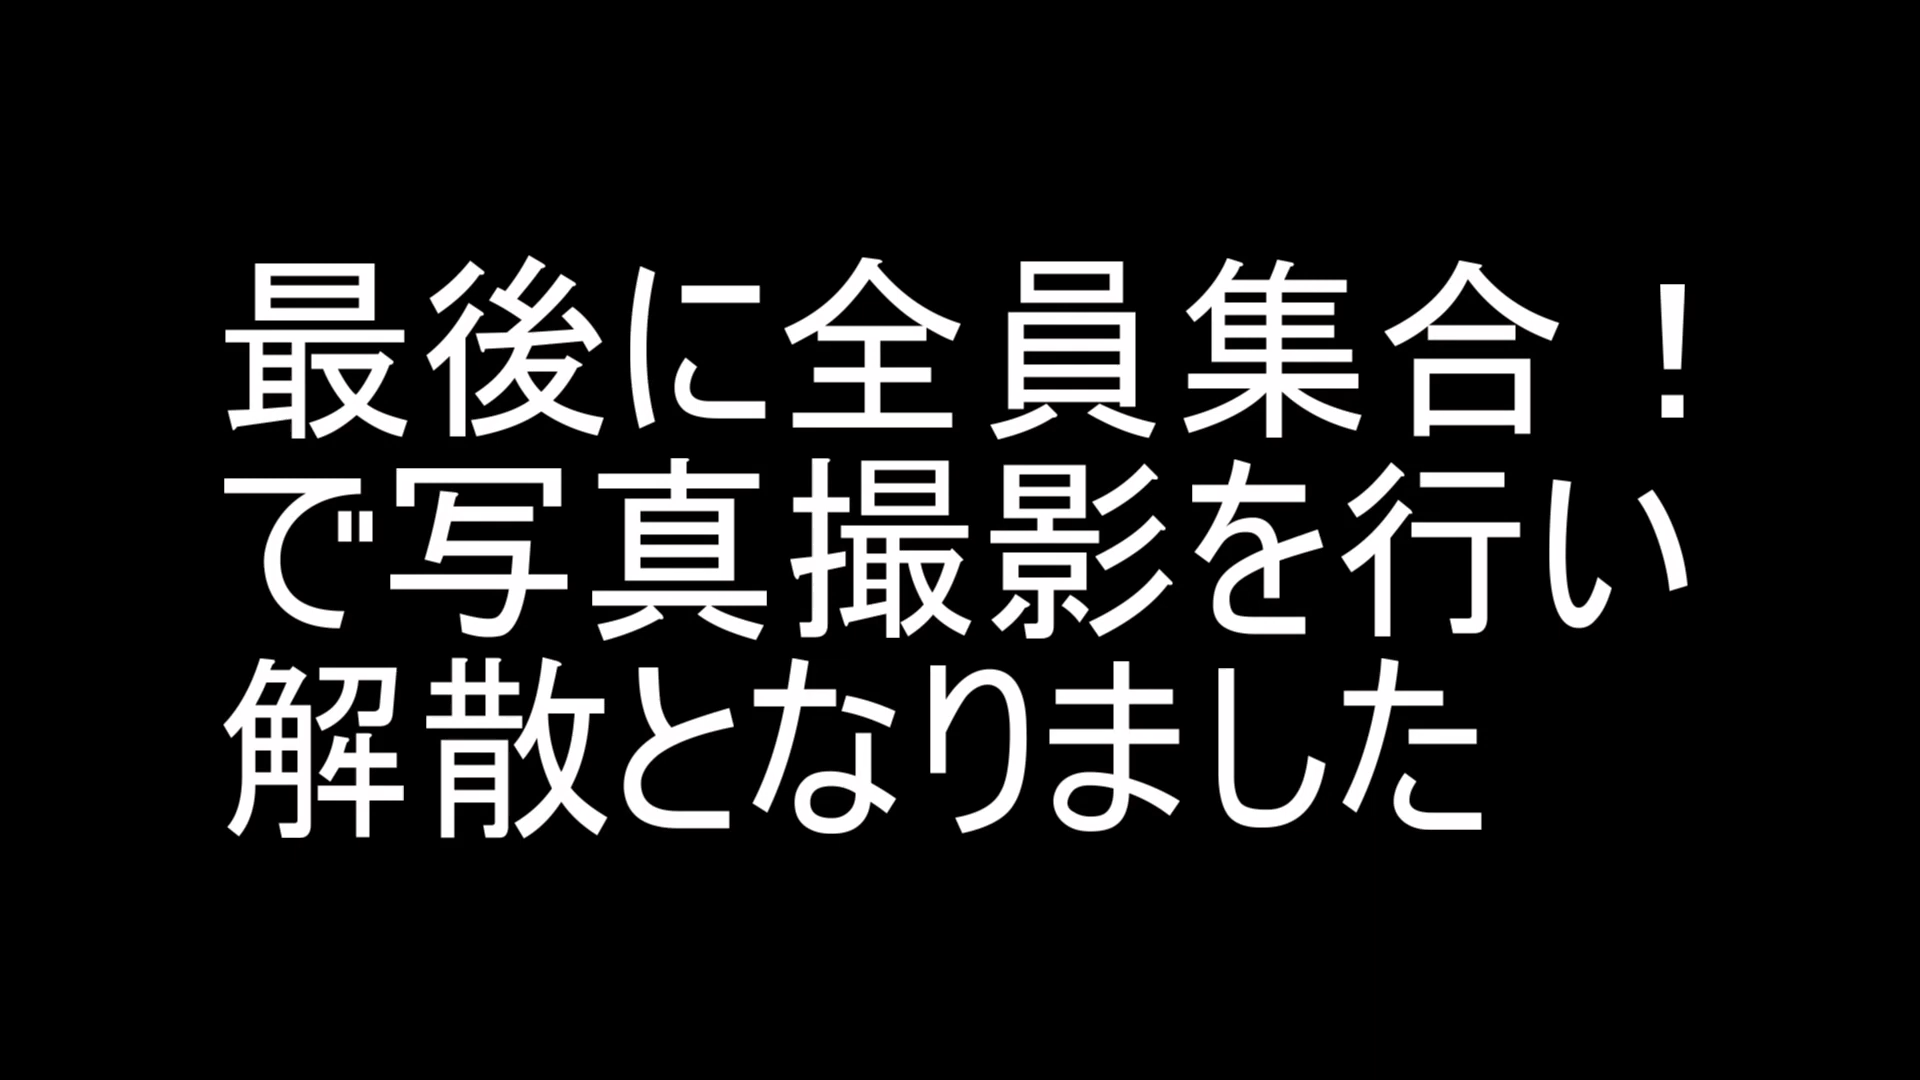 最後に全員集合！
で写真撮影を行い
解散となりました